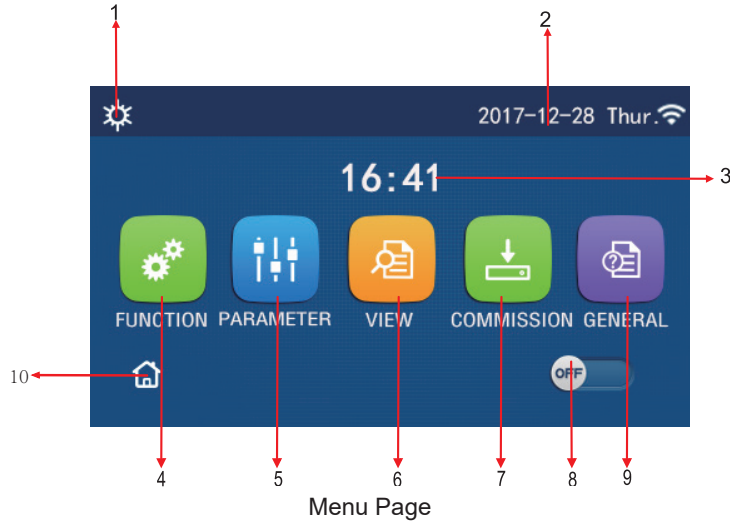 1
2
2017-12-28 Thur.
16:41
3
FUNCTION PARAMETER VIEW COMMISSION GENERAL
10
OFF
4 5 6 7 8 9
Menu Page